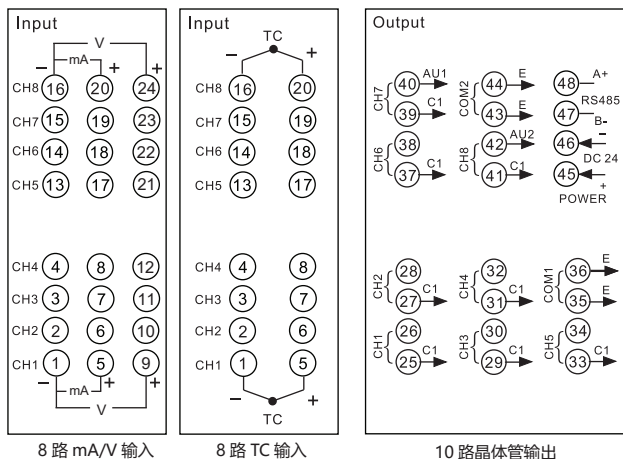 Input
V
mA
− +
CH8 16 20 24
CH7 15 19 23
CH6 14 18 22
CH5 13 17 21
CH4 4 8 12
CH3 3 7 11
CH2 2 6 10
CH1 1 5 9
− +
mA
V
8 路 mA/V 输入
Input
TC
− +
CH8 16 20
CH7 15 19
CH6 14 18
CH5 13 17
CH4 4 8
CH3 3 7
CH2 2 6
CH1 1 5
− +
TC
8 路 TC 输入
Output
CH7 40 AU1 COM2 44 E 48 A+
39 C1 43 E 47 B- RS485
CH6 38 CH8 42 AU2 46 −
37 C1 41 C1 45 + DC 24
POWER
CH2 28 CH4 32 COM1 36 E
27 C1 31 C1 35 E
CH1 26 CH3 30 CH5 34
25 C1 29 C1 33 C1
10 路晶体管输出